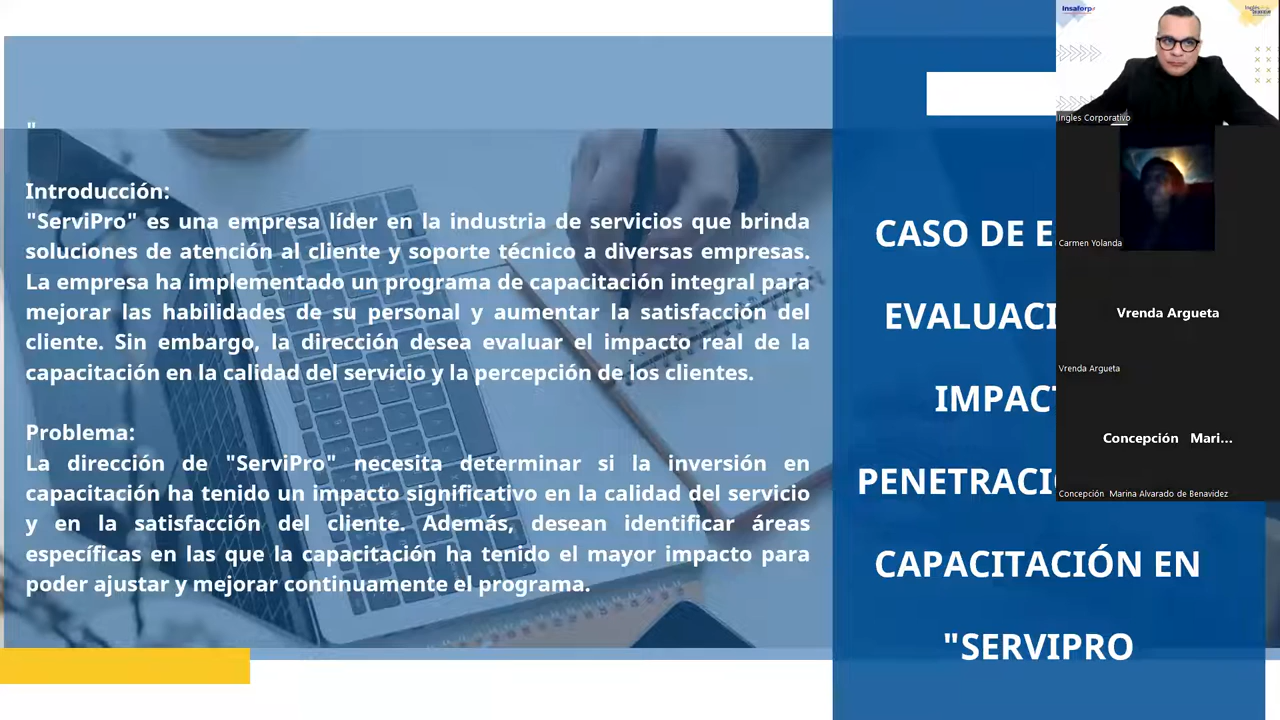 "
Introducción:
"ServiPro" es una empresa líder en la industria de servicios que brinda
soluciones de atención al cliente y soporte técnico a diversas empresas.
La empresa ha implementado un programa de capacitación integral para
mejorar las habilidades de su personal y aumentar la satisfacción del
cliente. Sin embargo, la dirección desea evaluar el impacto real de la
capacitación en la calidad del servicio y la percepción de los clientes.
Problema:
La dirección de "ServiPro" necesita determinar si la inversión en
capacitación ha tenido un impacto significativo en la calidad del servicio
y en la satisfacción del cliente. Además, desean identificar áreas
específicas en las que la capacitación ha tenido el mayor impacto para
poder ajustar y mejorar continuamente el programa.
CASO DE E
EVALUACI
IMPACT
PENETRACI
CAPACITACIÓN EN
"SERVIPRO
Insaforp
Ingles Corporativo
Carmen Yolanda
Vrenda Argueta
Vrenda Argueta
Concepción Mari...
Concepción Marina Alvarado de Benavidez